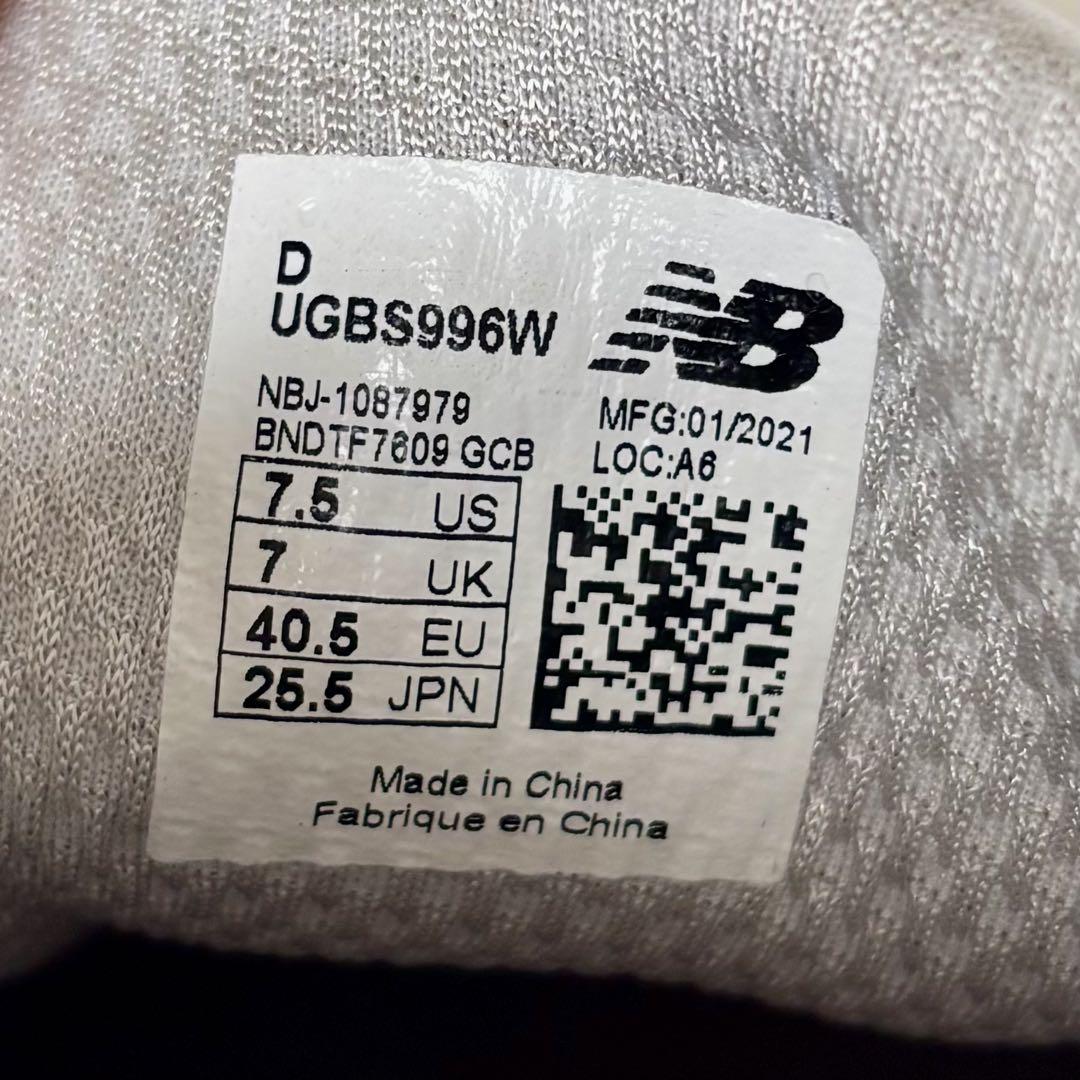 D
UGBS996W
NB
NBJ-1087979
BNDTF7609 GCB
MFG:01/2021
LOC:A6
7.5 US
7 UK
40.5 EU
25.5 JPN
Made in China
Fabrique en China